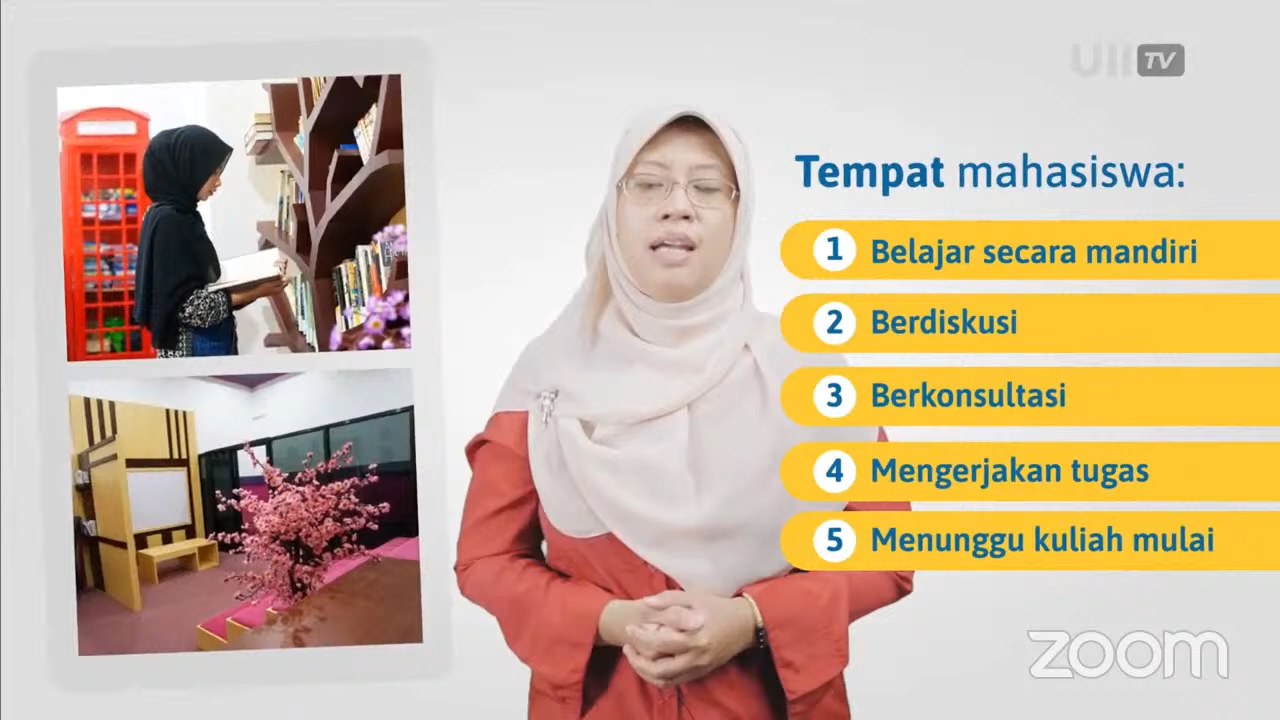 UII TV
Tempat mahasiswa:
1 Belajar secara mandiri
2 Berdiskusi
3 Berkonsultasi
4 Mengerjakan tugas
5 Menunggu kuliah mulai
zoom